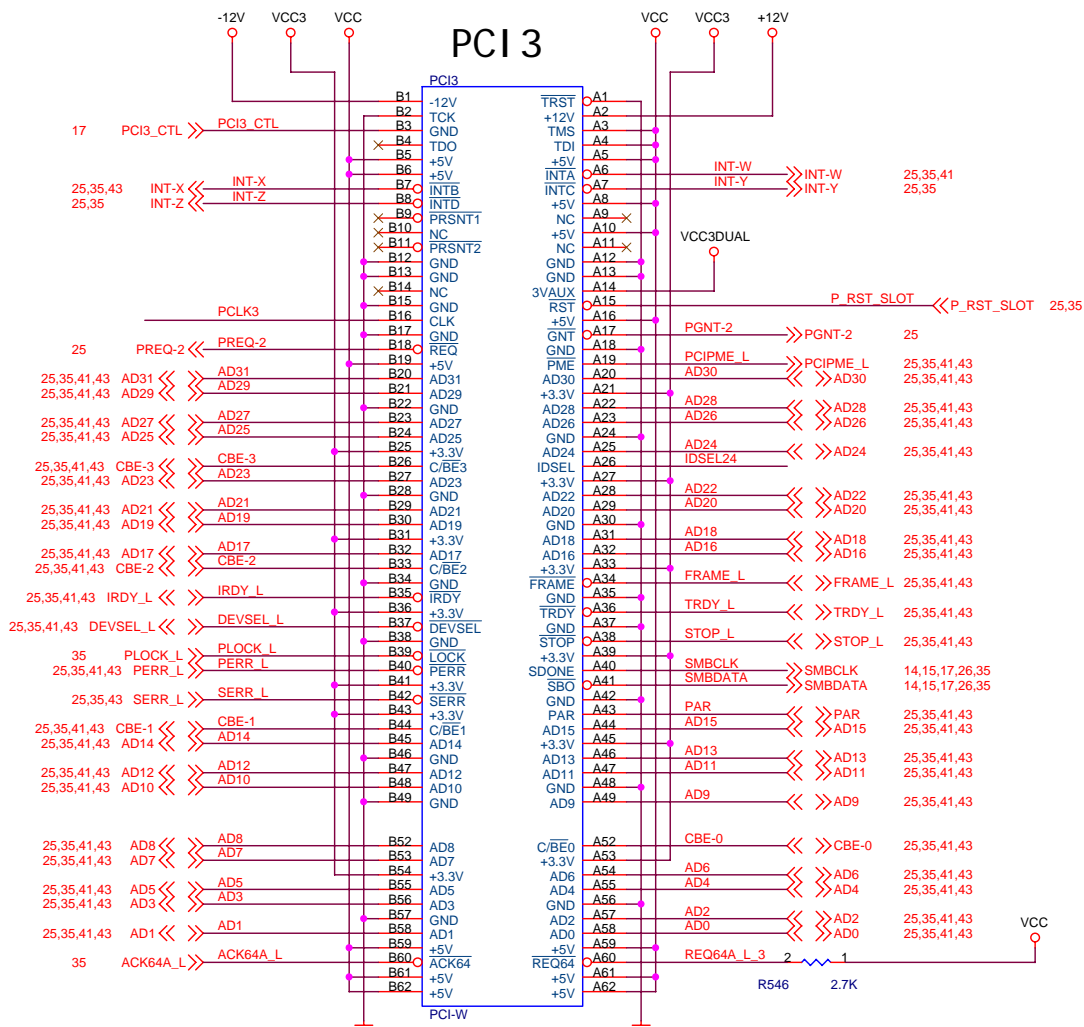 -12V VCC3 VCC VCC VCC3 +12V
PCI 3
PCI3
B1 -12V TRST A1
B2 TCK +12V A2
17 PCI3_CTL PCI3_CTL B3 GND TMS A3
B4 TDO TDI A4
B5 +5V +5V A5
B6 +5V INTA A6 INT-W INT-W 25,35,41
25,35,43 INT-X INT-X B7 INTB INTC A7 INT-Y INT-Y 25,35
25,35 INT-Z INT-Z B8 INTD +5V A8
B9 PRSNT1 NC A9
B10 NC +5V A10
B11 PRSNT2 NC A11 VCC3DUAL
B12 GND GND A12
B13 GND GND A13
B14 NC 3VAUX A14
B15 GND RST A15 P_RST_SLOT P_RST_SLOT 25,35
PCLK3 B16 CLK +5V A16
B17 GND GNT A17 PGNT-2 PGNT-2 25
25 PREQ-2 PREQ-2 B18 REQ GND A18
B19 +5V PME A19 PCIPME_L PCIPME_L 25,35,41,43
25,35,41,43 AD31 AD31 B20 AD31 AD30 A20 AD30 AD30 25,35,41,43
25,35,41,43 AD29 AD29 B21 AD29 +3.3V A21
B22 GND AD28 A22 AD28 AD28 25,35,41,43
25,35,41,43 AD27 AD27 B23 AD27 AD26 A23 AD26 AD26 25,35,41,43
25,35,41,43 AD25 AD25 B24 AD25 GND A24
B25 +3.3V AD24 A25 AD24 AD24 25,35,41,43
25,35,41,43 CBE-3 CBE-3 B26 C/BE3 IDSEL A26 IDSEL24
25,35,41,43 AD23 AD23 B27 AD23 +3.3V A27
B28 GND AD22 A28 AD22 AD22 25,35,41,43
25,35,41,43 AD21 AD21 B29 AD21 AD20 A29 AD20 AD20 25,35,41,43
25,35,41,43 AD19 AD19 B30 AD19 GND A30
B31 +3.3V AD18 A31 AD18 AD18 25,35,41,43
25,35,41,43 AD17 AD17 B32 AD17 AD16 A32 AD16 AD16 25,35,41,43
25,35,41,43 CBE-2 CBE-2 B33 C/BE2 +3.3V A33
B34 GND FRAME A34 FRAME_L FRAME_L 25,35,41,43
25,35,41,43 IRDY_L IRDY_L B35 IRDY GND A35
B36 +3.3V TRDY A36 TRDY_L TRDY_L 25,35,41,43
25,35,41,43 DEVSEL_L DEVSEL_L B37 DEVSEL GND A37
B38 GND STOP A38 STOP_L STOP_L 25,35,41,43
35 PLOCK_L PLOCK_L B39 LOCK +3.3V A39
25,35,41,43 PERR_L PERR_L B40 PERR SDONE A40 SMBCLK SMBCLK 14,15,17,26,35
B41 +3.3V SBO A41 SMBDATA SMBDATA 14,15,17,26,35
25,35,43 SERR_L SERR_L B42 SERR GND A42
B43 +3.3V PAR A43 PAR PAR 25,35,41,43
25,35,41,43 CBE-1 CBE-1 B44 C/BE1 AD15 A44 AD15 AD15 25,35,41,43
25,35,41,43 AD14 AD14 B45 AD14 +3.3V A45
B46 GND AD13 A46 AD13 AD13 25,35,41,43
25,35,41,43 AD12 AD12 B47 AD12 AD11 A47 AD11 AD11 25,35,41,43
25,35,41,43 AD10 AD10 B48 AD10 GND A48
B49 GND AD9 A49 AD9 AD9 25,35,41,43
25,35,41,43 AD8 AD8 B52 AD8 C/BE0 A52 CBE-0 CBE-0 25,35,41,43
25,35,41,43 AD7 AD7 B53 AD7 +3.3V A53
B54 +3.3V AD6 A54 AD6 AD6 25,35,41,43
25,35,41,43 AD5 AD5 B55 AD5 AD4 A55 AD4 AD4 25,35,41,43
25,35,41,43 AD3 AD3 B56 AD3 GND A56
B57 GND AD2 A57 AD2 AD2 25,35,41,43
25,35,41,43 AD1 AD1 B58 AD1 AD0 A58 AD0 AD0 25,35,41,43 VCC
B59 +5V +5V A59
35 ACK64A_L ACK64A_L B60 ACK64 REQ64 A60 REQ64A_L_3 2 1
B61 +5V +5V A61
B62 +5V +5V A62 R546 2.7K
PCI-W